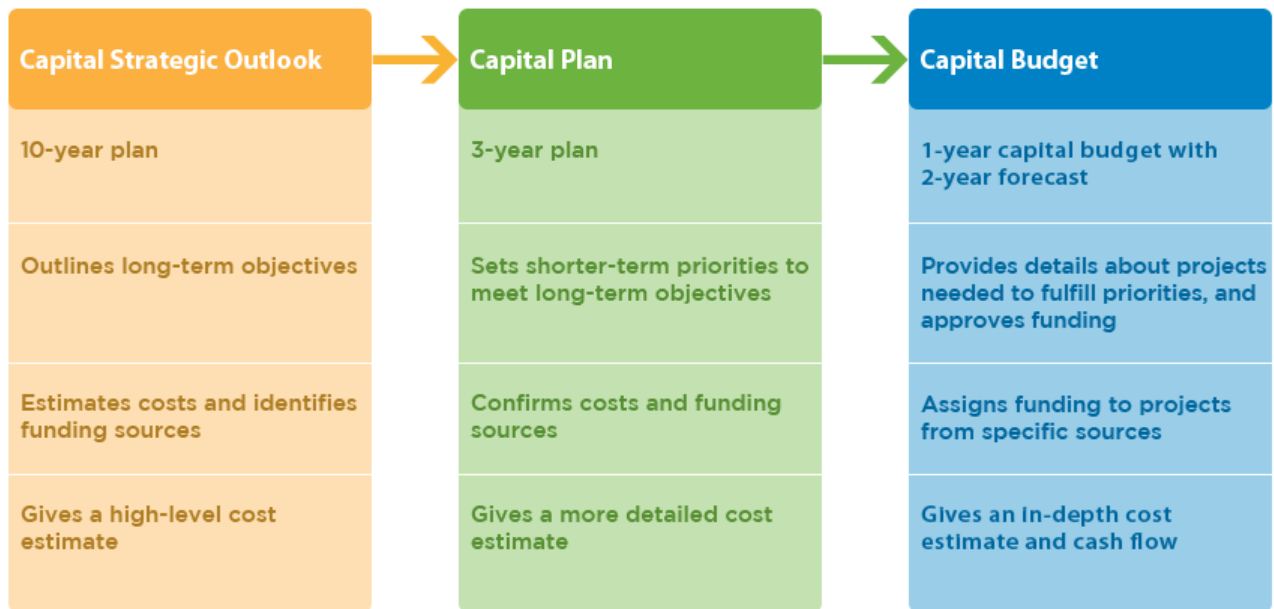 Capital Strategic Outlook
10-year plan
Outlines long-term objectives
Estimates costs and identifies
funding sources
Gives a high-level cost
estimate
Capital Plan
3-year plan
Sets shorter-term priorities to
meet long-term objectives
Confirms costs and funding
sources
Gives a more detailed cost
estimate
Capital Budget
1-year capital budget with
2-year forecast
Provides details about projects
needed to fulfill priorities, and
approves funding
Assigns funding to projects
from specific sources
Gives an in-depth cost
estimate and cash flow